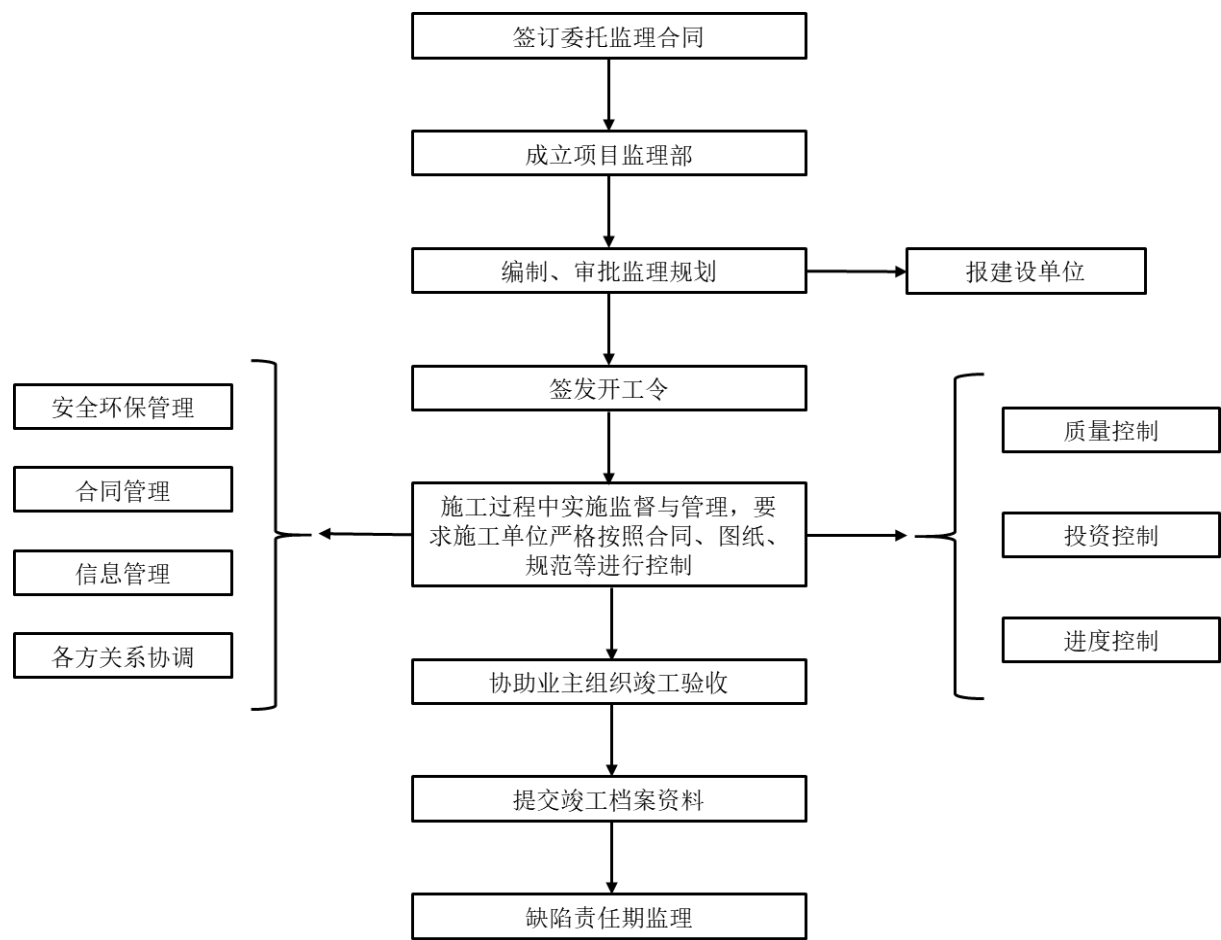 签订委托监理合同
成立项目监理部
编制、审批监理规划
报建设单位
签发开工令
安全环保管理
合同管理
信息管理
各方关系协调
施工过程中实施监督与管理，要
求施工单位严格按照合同、图纸、
规范等进行控制
质量控制
投资控制
进度控制
协助业主组织竣工验收
提交竣工档案资料
缺陷责任期监理